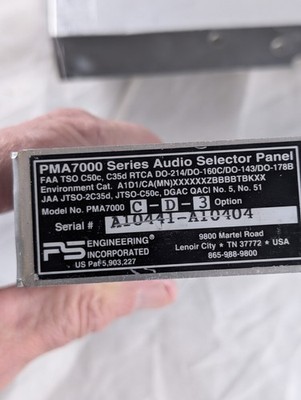 PMA7000 Series Audio Selector Panel
FAA TSO C50c, C35d RTCA DO-214/DO-160C/DO-143/DO-178B
Environment Cat. A1D1/CA(MN)XXXXXXZBBBBTBKXX
JAA JTSO-2C35d, JTSO-C50c, DGAC QACI No. 5, No. 51
Model No. PMA7000 C - D - 3 Option
Serial # A10441-A10404
PS ENGINEERING INCORPORATED
US Pat 5,903,227
9800 Martel Road
Lenoir City * TN 37772 * USA
865-988-9800